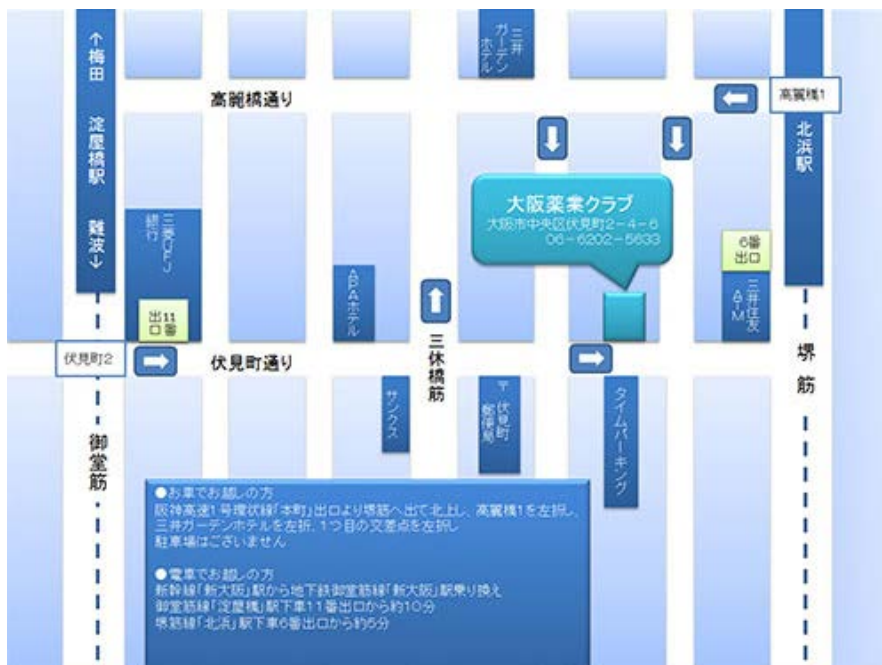 ↑梅田 淀屋橋駅 難波↓
三井
ガーデン
ホテル
高麗橋1
北浜駅
高麗橋通り
大阪薬業クラブ
大阪市中央区伏見町2-4-6
06-6202-5633
三菱UFJ
銀行
出11
口番
APAホテル
6番
出口
三井住友
ATM
伏見町2
伏見町通り
三休橋筋
堺筋
御堂筋
サンクス
〒伏見町
郵便局
タイムパーキング
●お車でお越しの方
阪神高速1号環状線「本町」出口より堺筋へ出て北上し、高麗橋1を左折し、
三井ガーデンホテルを左折、1つ目の交差点を左折し
駐車場はございません
●電車でお越しの方
新幹線「新大阪」駅から地下鉄御堂筋線「新大阪」駅乗り換え
御堂筋線「淀屋橋」駅下車11番出口から約10分
堺筋線「北浜」駅下車6番出口から約5分